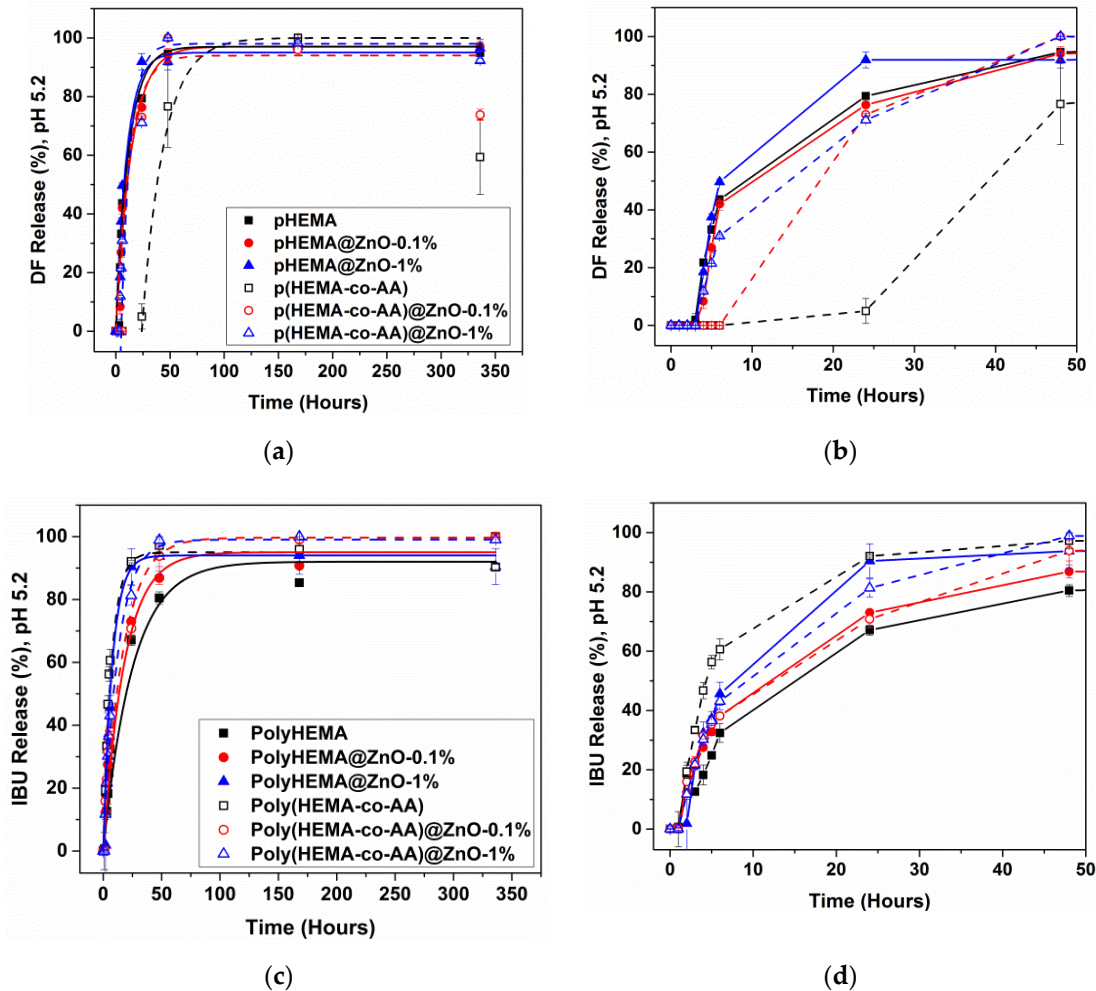 100
80
60
40
20
0
DF Release (%), pH 5.2
pHEMA
pHEMA@ZnO-0.1%
pHEMA@ZnO-1%
p(HEMA-co-AA)
p(HEMA-co-AA)@ZnO-0.1%
p(HEMA-co-AA)@ZnO-1%
0 50 100 150 200 250 300 350
Time (Hours)
(a)
100
80
60
40
20
0
DF Release (%), pH 5.2
0 10 20 30 40 50
Time (Hours)
(b)
100
80
60
40
20
0
IBU Release (%), pH 5.2
PolyHEMA
PolyHEMA@ZnO-0.1%
PolyHEMA@ZnO-1%
Poly(HEMA-co-AA)
Poly(HEMA-co-AA)@ZnO-0.1%
Poly(HEMA-co-AA)@ZnO-1%
0 50 100 150 200 250 300 350
Time (Hours)
(c)
100
80
60
40
20
0
IBU Release (%), pH 5.2
0 10 20 30 40 50
Time (Hours)
(d)